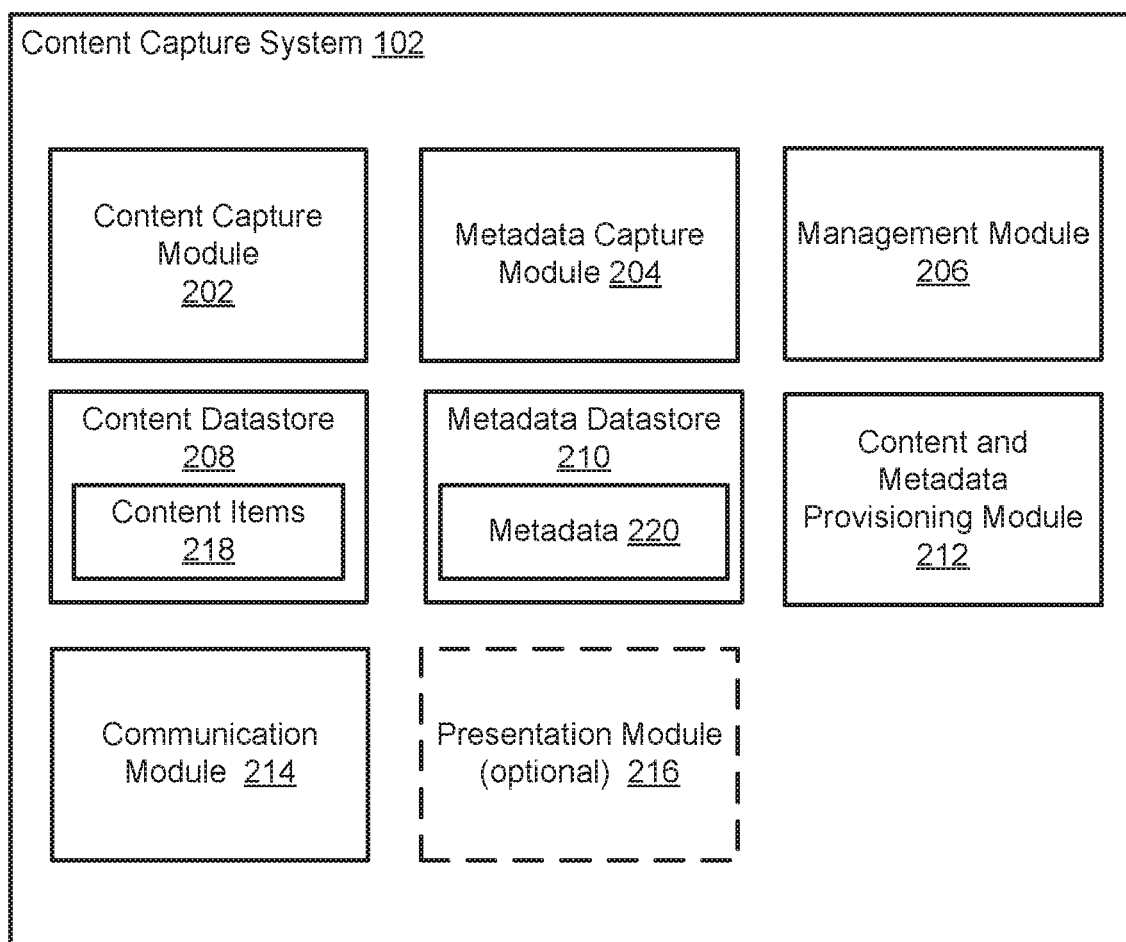 Content Capture System 102
Content Capture
Module
202
Metadata Capture
Module 204
Management Module
206
Content Datastore
208
Content Items
218
Metadata Datastore
210
Metadata 220
Content and
Metadata
Provisioning Module
212
Communication
Module 214
Presentation Module
(optional) 216